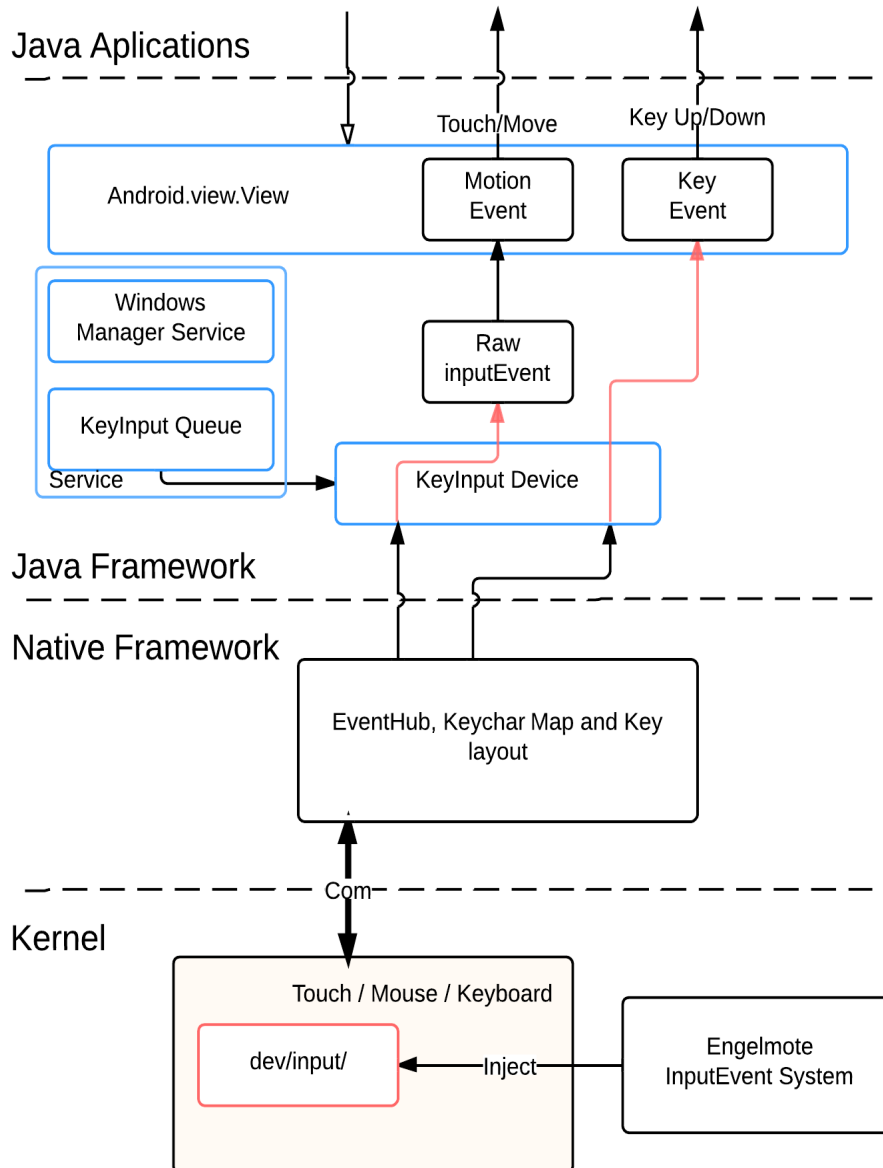 Java Aplications
Touch/Move
Key Up/Down
Android.view.View
Motion
Event
Key
Event
Windows
Manager Service
Raw
inputEvent
KeyInput Queue
Service
KeyInput Device
Java Framework
Native Framework
EventHub, Keychar Map and Key
layout
Com
Kernel
Touch / Mouse / Keyboard
dev/input/
Inject
Engelmote
InputEvent System